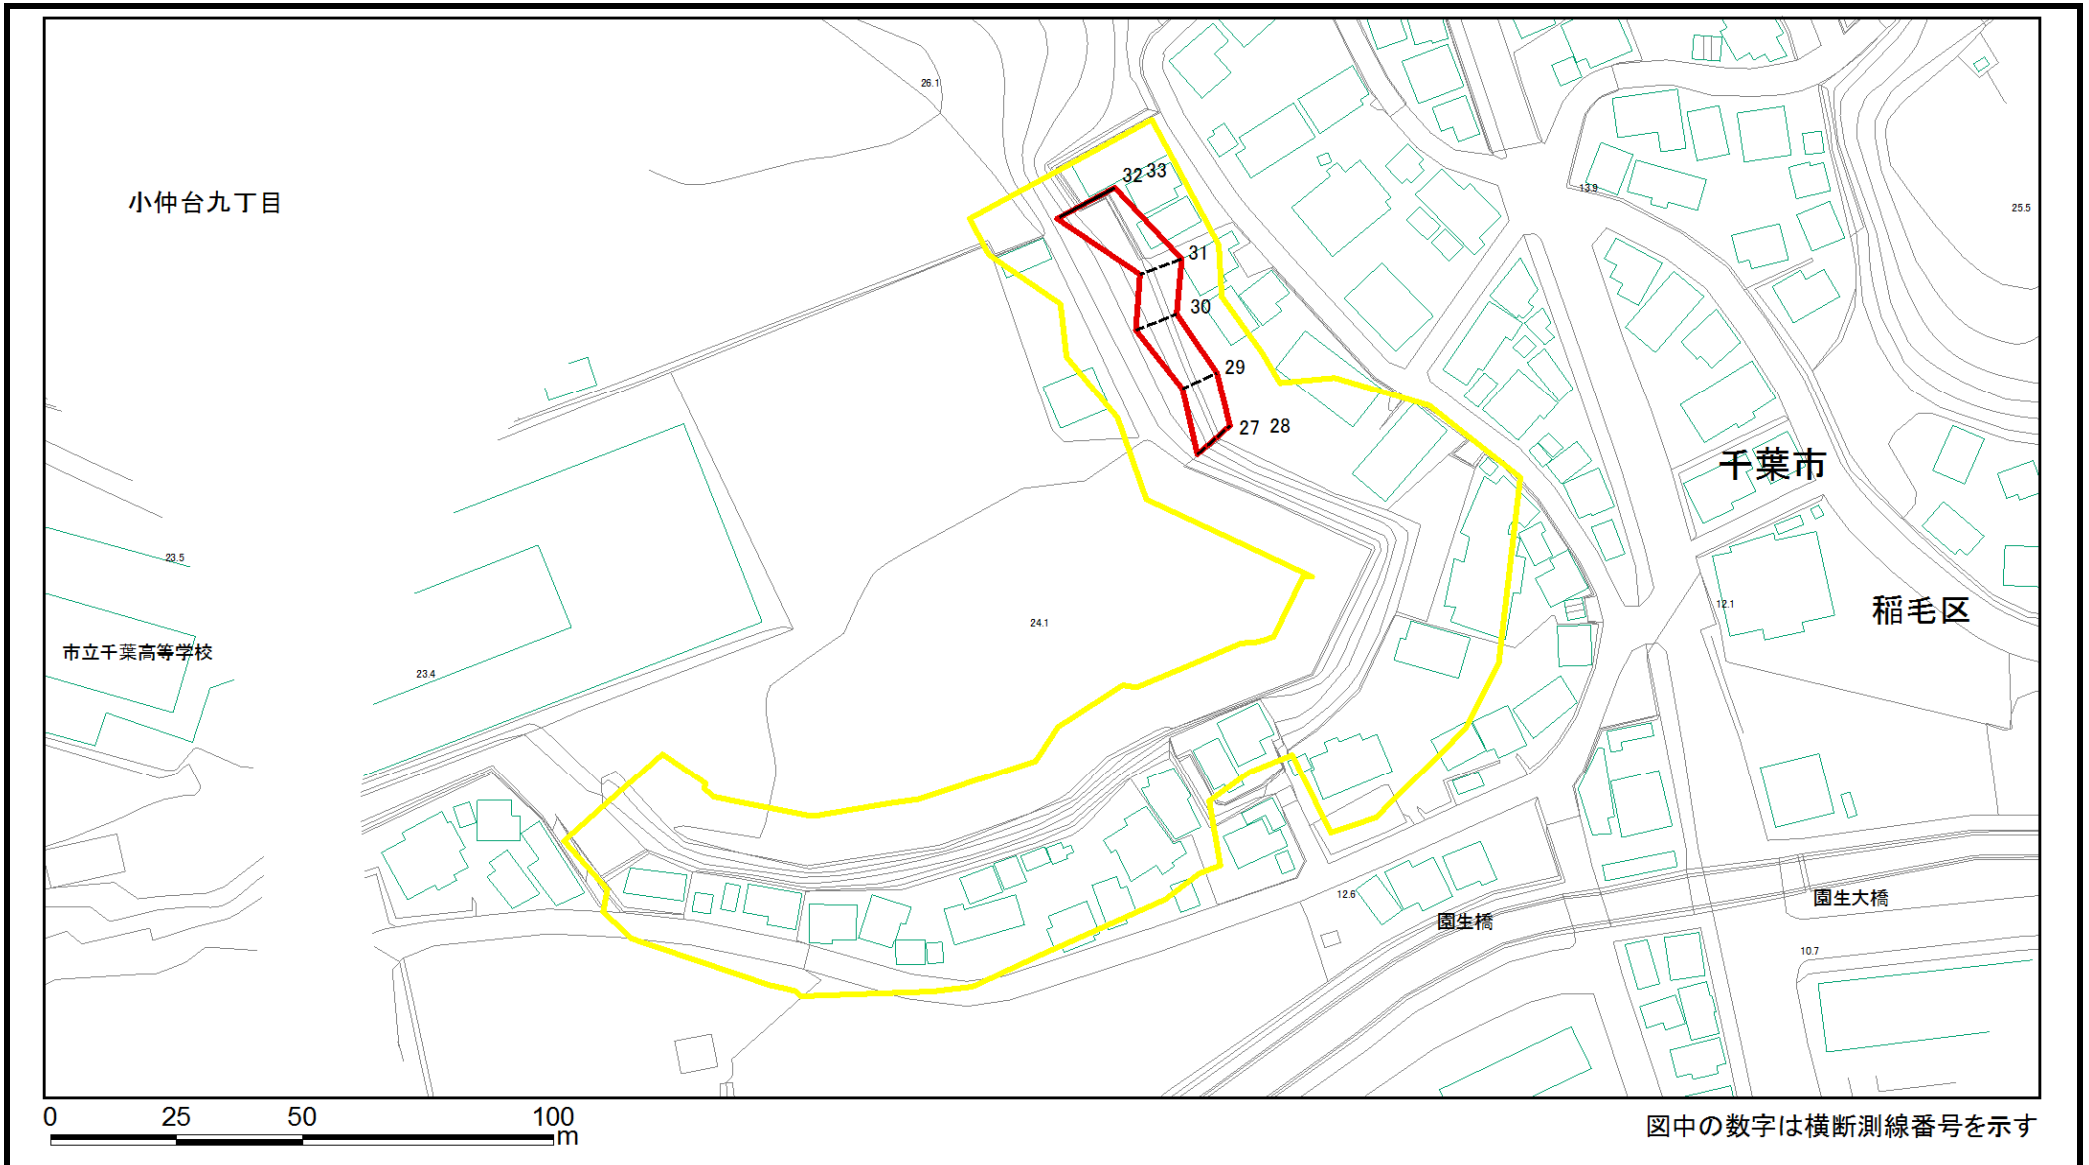 26.1
小仲台九丁目
32 33
13.9
25.5
31
30
29
27 28
千葉市
23.5
12.1
稲毛区
24.1
市立千葉高等学校
23.4
12.6
園生橋
園生大橋
10.7
0 25 50 100
m
図中の数字は横断測線番号を示す